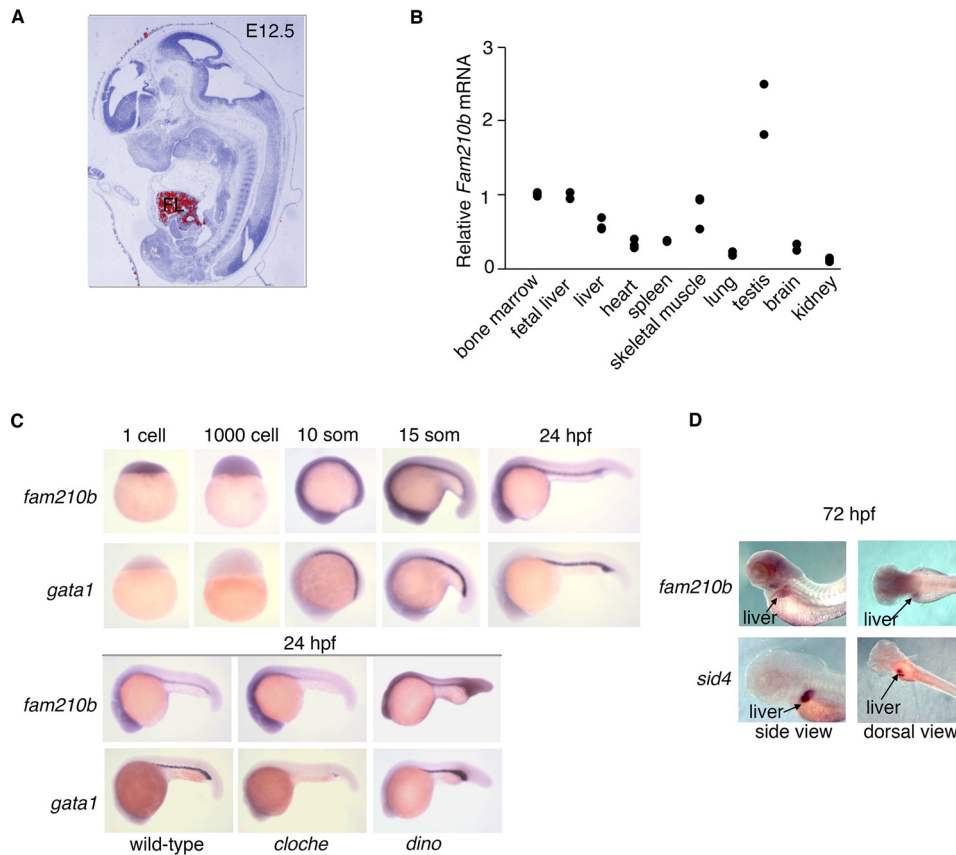 A
E12.5
FL
B
Relative Fam210b mRNA
3
2
1
0
bone marrow
fetal liver
liver
heart
spleen
skeletal muscle
lung
testis
brain
kidney
C
1 cell 1000 cell 10 som 15 som 24 hpf
fam210b
gata1
24 hpf
fam210b
gata1
wild-type cloche dino
D
72 hpf
fam210b
liver liver
sid4
liver liver
side view dorsal view